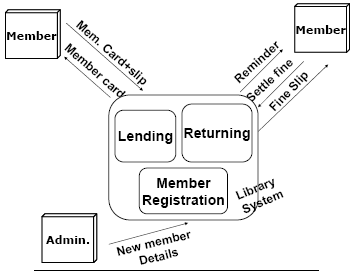 Member
Mem. Card+slip
Member card
Member
Reminder
Settle fine
Fine Slip
Lending
Returning
Member
Registration
Library
System
Admin.
New member
Details